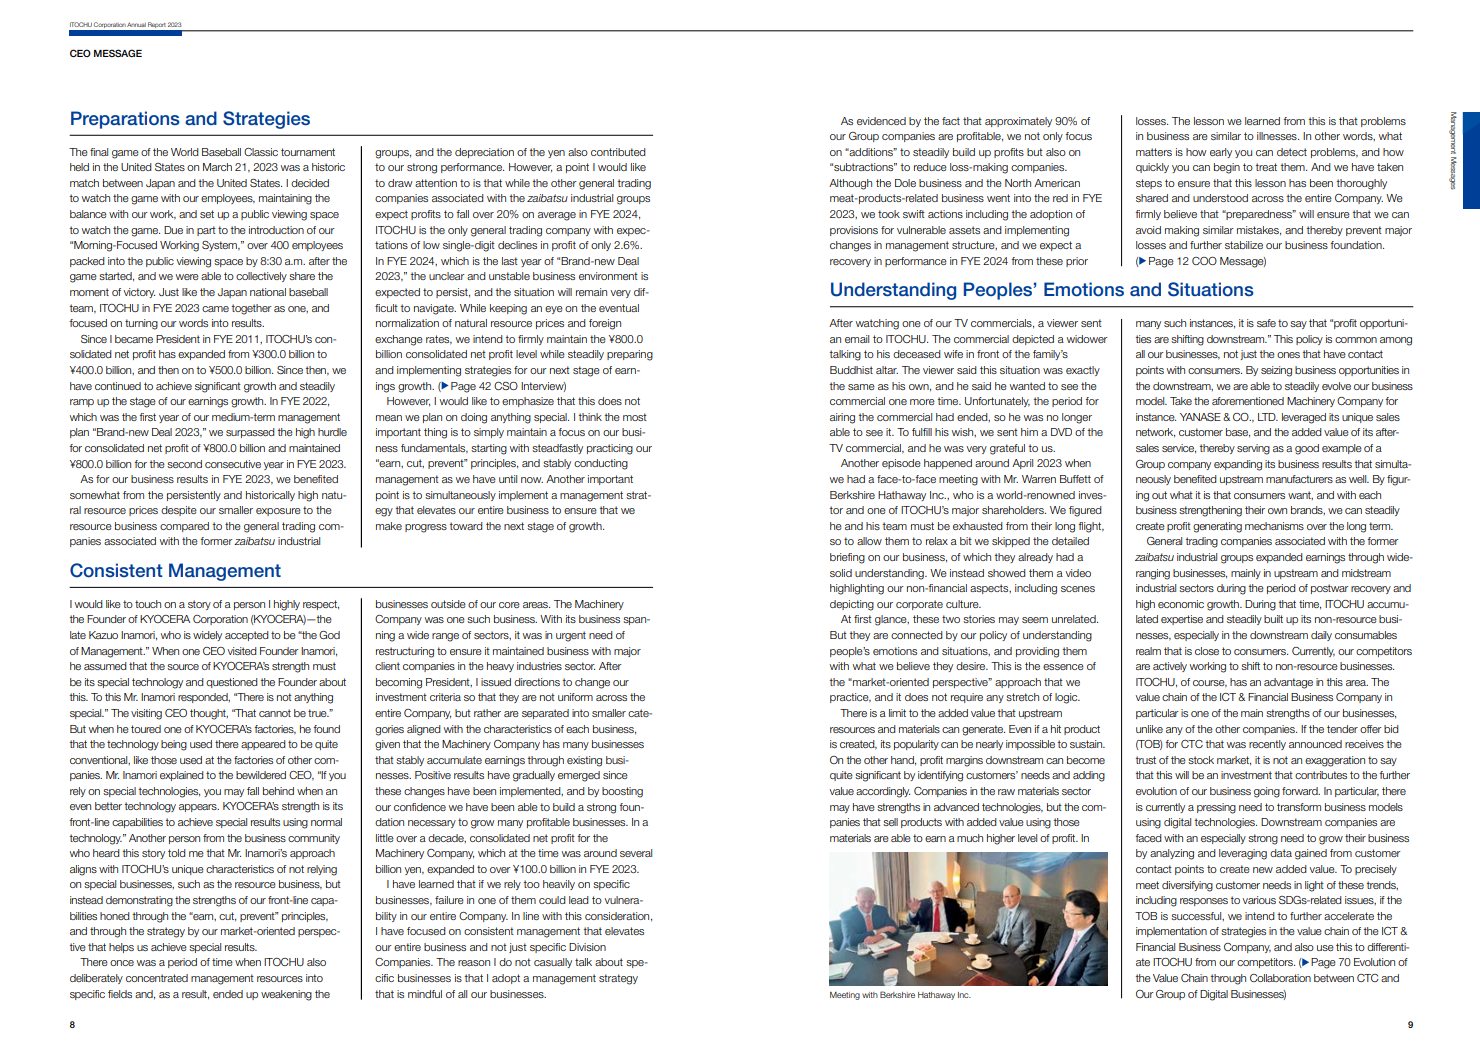 ITOCHU Corporation Annual Report 2023
CEO MESSAGE
Preparations and Strategies
The final game of the World Baseball Classic tournament
held in the United States on March 21, 2023 was a historic
match between Japan and the United States. I decided
to watch the game with our employees, maintaining the
balance with our work, and set up a public viewing space
to watch the game. Due in part to the introduction of our
“Morning-Focused Working System,” over 400 employees
packed into the public viewing space by 8:30 a.m. after the
game started, and we were able to collectively share the
moment of victory. Just like the Japan national baseball
team, ITOCHU in FYE 2023 came together as one, and
focused on turning our words into results.
Since I became President in FYE 2011, ITOCHU’s con-
solidated net profit has expanded from ¥300.0 billion to
¥400.0 billion, and then on to ¥500.0 billion. Since then, we
have continued to achieve significant growth and steadily
ramp up the stage of our earnings growth. In FYE 2022,
which was the first year of our medium-term management
plan “Brand-new Deal 2023,” we surpassed the high hurdle
for consolidated net profit of ¥800.0 billion and maintained
¥800.0 billion for the second consecutive year in FYE 2023.
As for our business results in FYE 2023, we benefited
somewhat from the persistently and historically high natu-
ral resource prices despite our smaller exposure to the
resource business compared to the general trading com-
panies associated with the former zaibatsu industrial
groups, and the depreciation of the yen also contributed
to our strong performance. However, a point I would like
to draw attention to is that while the other general trading
companies associated with the zaibatsu industrial groups
expect profits to fall over 20% on average in FYE 2024,
ITOCHU is the only general trading company with expec-
tations of low single-digit declines in profit of only 2.6%.
In FYE 2024, which is the last year of “Brand-new Deal
2023,” the unclear and unstable business environment is
expected to persist, and the situation will remain very dif-
ficult to navigate. While keeping an eye on the eventual
normalization of natural resource prices and foreign
exchange rates, we intend to firmly maintain the ¥800.0
billion consolidated net profit level while steadily preparing
and implementing strategies for our next stage of earn-
ings growth. (▶Page 42 CSO Interview)
However, I would like to emphasize that this does not
mean we plan on doing anything special. I think the most
important thing is to simply maintain a focus on our busi-
ness fundamentals, starting with steadfastly practicing our
“earn, cut, prevent” principles, and stably conducting
management as we have until now. Another important
point is to simultaneously implement a management strat-
egy that elevates our entire business to ensure that we
make progress toward the next stage of growth.
Consistent Management
I would like to touch on a story of a person I highly respect,
the Founder of KYOCERA Corporation (KYOCERA)—the
late Kazuo Inamori, who is widely accepted to be “the God
of Management.” When one CEO visited Founder Inamori,
he assumed that the source of KYOCERA’s strength must
be its special technology and questioned the Founder about
this. To this Mr. Inamori responded, “There is not anything
special.” The visiting CEO thought, “That cannot be true.”
But when he toured one of KYOCERA’s factories, he found
that the technology being used there appeared to be quite
conventional, like those used at the factories of other com-
panies. Mr. Inamori explained to the bewildered CEO, “If you
rely on special technologies, you may fall behind when an
even better technology appears. KYOCERA’s strength is its
front-line capabilities to achieve special results using normal
technology.” Another person from the business community
who heard this story told me that Mr. Inamori’s approach
aligns with ITOCHU’s unique characteristics of not relying
on special businesses, such as the resource business, but
instead demonstrating the strengths of our front-line capa-
bilities honed through the “earn, cut, prevent” principles,
and through the strategy by our market-oriented perspec-
tive that helps us achieve special results.
There once was a period of time when ITOCHU also
deliberately concentrated management resources into
specific fields and, as a result, ended up weakening the
businesses outside of our core areas. The Machinery
Company was one such business. With its business span-
ning a wide range of sectors, it was in urgent need of
restructuring to ensure it maintained business with major
client companies in the heavy industries sector. After
becoming President, I issued directions to change our
investment criteria so that they are not uniform across the
entire Company, but rather are separated into smaller cate-
gories aligned with the characteristics of each business,
given that the Machinery Company has many businesses
that stably accumulate earnings through existing busi-
nesses. Positive results have gradually emerged since
these changes have been implemented, and by boosting
our confidence we have been able to build a strong foun-
dation necessary to grow many profitable businesses. In a
little over a decade, consolidated net profit for the
Machinery Company, which at the time was around several
billion yen, expanded to over ¥100.0 billion in FYE 2023.
I have learned that if we rely too heavily on specific
businesses, failure in one of them could lead to vulnera-
bility in our entire Company. In line with this consideration,
I have focused on consistent management that elevates
our entire business and not just specific Division
Companies. The reason I do not casually talk about spe-
cific businesses is that I adopt a management strategy
that is mindful of all our businesses.
8
As evidenced by the fact that approximately 90% of
our Group companies are profitable, we not only focus
on “additions” to steadily build up profits but also on
“subtractions” to reduce loss-making companies.
Although the Dole business and the North American
meat-products-related business went into the red in FYE
2023, we took swift actions including the adoption of
provisions for vulnerable assets and implementing
changes in management structure, and we expect a
recovery in performance in FYE 2024 from these prior
losses. The lesson we learned from this is that problems
in business are similar to illnesses. In other words, what
matters is how early you can detect problems, and how
quickly you can begin to treat them. And we have taken
steps to ensure that this lesson has been thoroughly
shared and understood across the entire Company. We
firmly believe that “preparedness” will ensure that we can
avoid making similar mistakes, and thereby prevent major
losses and further stabilize our business foundation.
(▶Page 12 COO Message)
Understanding Peoples’ Emotions and Situations
After watching one of our TV commercials, a viewer sent
an email to ITOCHU. The commercial depicted a widower
talking to his deceased wife in front of the family’s
Buddhist altar. The viewer said this situation was exactly
the same as his own, and he said he wanted to see the
commercial one more time. Unfortunately, the period for
airing the commercial had ended, so he was no longer
able to see it. To fulfill his wish, we sent him a DVD of the
TV commercial, and he was very grateful to us.
Another episode happened around April 2023 when
we had a face-to-face meeting with Mr. Warren Buffett of
Berkshire Hathaway Inc., who is a world-renowned inves-
tor and one of ITOCHU’s major shareholders. We figured
he and his team must be exhausted from their long flight,
so to allow them to relax a bit we skipped the detailed
briefing on our business, of which they already had a
solid understanding. We instead showed them a video
highlighting our non-financial aspects, including scenes
depicting our corporate culture.
At first glance, these two stories may seem unrelated.
But they are connected by our policy of understanding
people’s emotions and situations, and providing them
with what we believe they desire. This is the essence of
the “market-oriented perspective” approach that we
practice, and it does not require any stretch of logic.
There is a limit to the added value that upstream
resources and materials can generate. Even if a hit product
is created, its popularity can be nearly impossible to sustain.
On the other hand, profit margins downstream can become
quite significant by identifying customers’ needs and adding
value accordingly. Companies in the raw materials sector
may have strengths in advanced technologies, but the com-
panies that sell products with added value using those
materials are able to earn a much higher level of profit. In
Meeting with Berkshire Hathaway Inc.
many such instances, it is safe to say that “profit opportuni-
ties are shifting downstream.” This policy is common among
all our businesses, not just the ones that have contact
points with consumers. By seizing business opportunities in
the downstream, we are able to steadily evolve our business
model. Take the aforementioned Machinery Company for
instance. YANASE & CO., LTD. leveraged its unique sales
network, customer base, and the added value of its after-
sales service, thereby serving as a good example of a
Group company expanding its business results that simulta-
neously benefited upstream manufacturers as well. By figur-
ing out what it is that consumers want, and with each
business strengthening their own brands, we can steadily
create profit generating mechanisms over the long term.
General trading companies associated with the former
zaibatsu industrial groups expanded earnings through wide-
ranging businesses, mainly in upstream and midstream
industrial sectors during the period of postwar recovery and
high economic growth. During that time, ITOCHU accumu-
lated expertise and steadily built up its non-resource busi-
nesses, especially in the downstream daily consumables
realm that is close to consumers. Currently, our competitors
are actively working to shift to non-resource businesses.
ITOCHU, of course, has an advantage in this area. The
value chain of the ICT & Financial Business Company in
particular is one of the main strengths of our businesses,
unlike any of the other companies. If the tender offer bid
(TOB) for CTC that was recently announced receives the
trust of the stock market, it is not an exaggeration to say
that this will be an investment that contributes to the further
evolution of our business going forward. In particular, there
is currently a pressing need to transform business models
using digital technologies. Downstream companies are
faced with an especially strong need to grow their business
by analyzing and leveraging data gained from customer
contact points to create new added value. To precisely
meet diversifying customer needs in light of these trends,
including responses to various SDGs-related issues, if the
TOB is successful, we intend to further accelerate the
implementation of strategies in the value chain of the ICT &
Financial Business Company, and also use this to differenti-
ate ITOCHU from our competitors. (▶Page 70 Evolution of
the Value Chain through Collaboration between CTC and
Our Group of Digital Businesses)
Management Messages
9